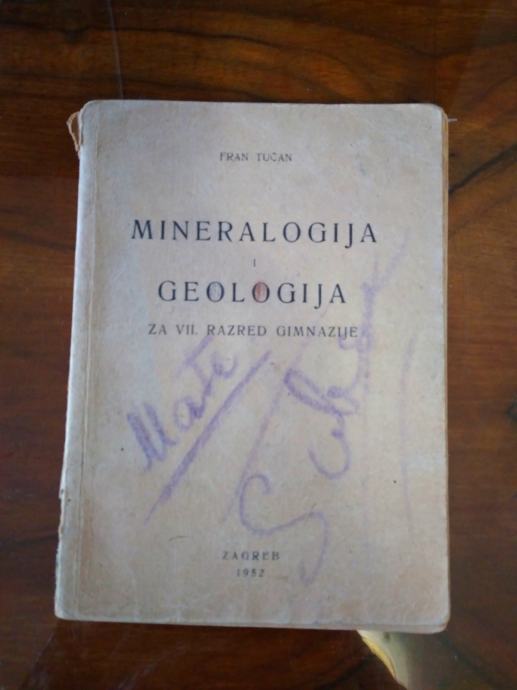 FRAN TUĆAN
MINERALOGIJA
I
GEOLOGIJA
ZA VII. RAZRED GIMNAZIJE
Mate
ZAGREB
1952